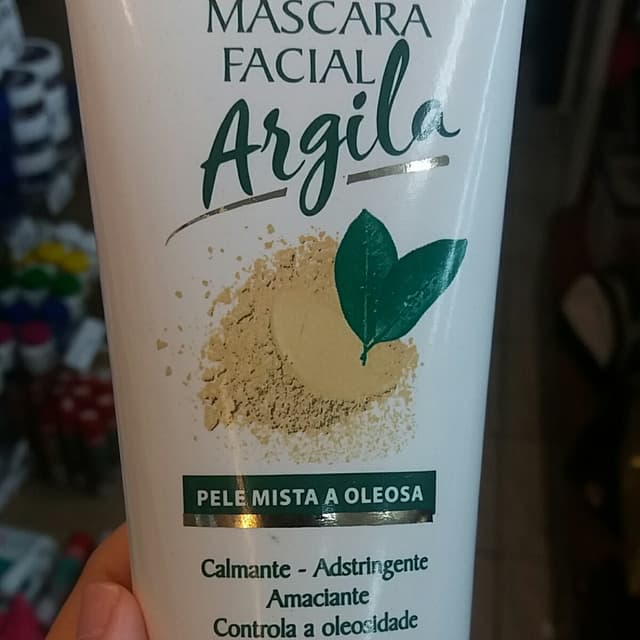 MÁSCARA
FACIAL
Argila
PELE MISTA A OLEOSA
Calmante - Adstringente
Amaciante
Controla a oleosidade